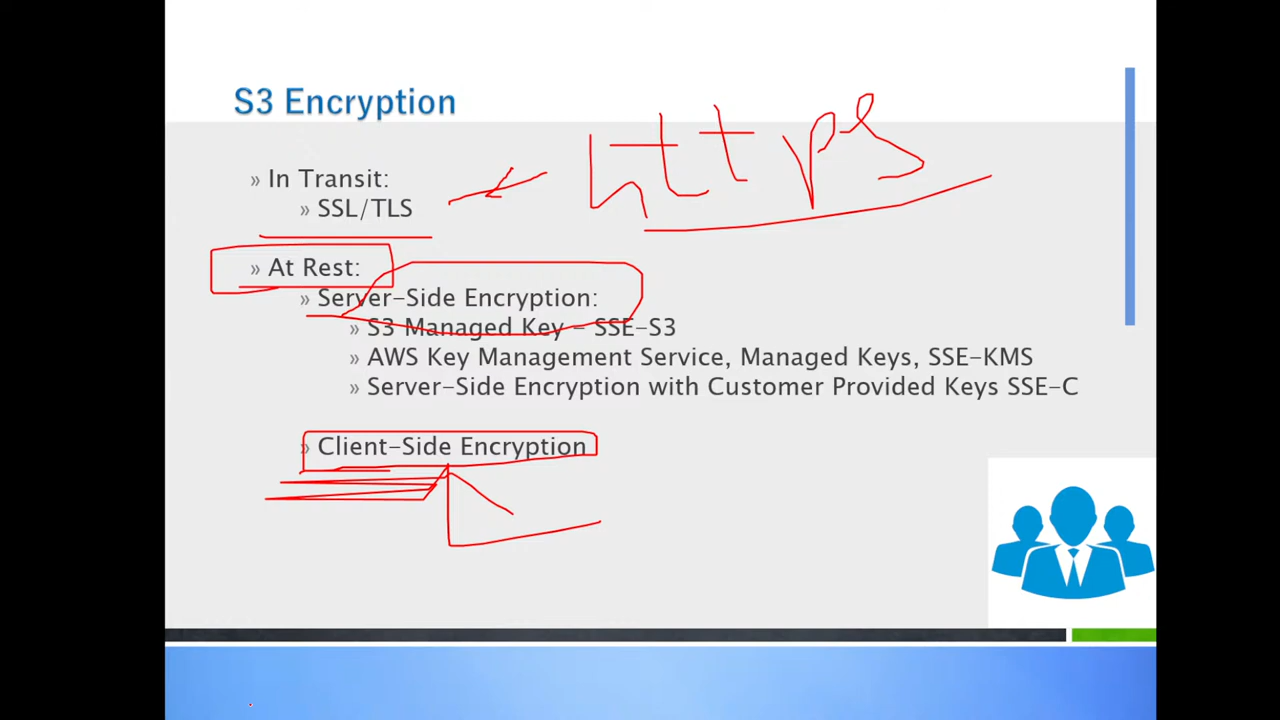 S3 Encryption
https
» In Transit:
» SSL/TLS
» At Rest:
» Server-Side Encryption:
» S3 Managed Key - SSE-S3
» AWS Key Management Service, Managed Keys, SSE-KMS
» Server-Side Encryption with Customer Provided Keys SSE-C
» Client-Side Encryption